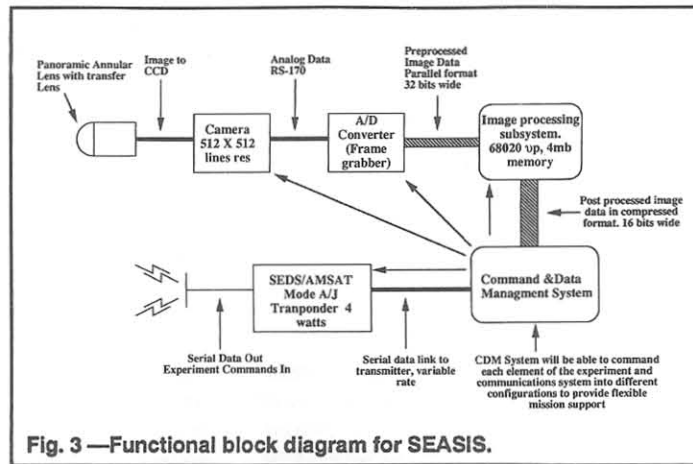 Panoramic Annular
Lens with transfer
Lens
Image to
CCD
Analog Data
RS-170
Preprocessed
Image Data
Parallel format
32 bits wide
Camera
512 X 512
lines res
A/D
Converter
(Frame
grabber)
Image processing
subsystem.
68020 υp, 4mb
memory
Post processed image
data in compressed
format. 16 bits wide
SEDS/AMSAT
Mode A/J
Tranponder 4
watts
Command &Data
Managment System
Serial Data Out
Experiment Commands In
Serial data link to
transmitter, variable
rate
CDM System will be able to command
each element of the experiment and
communications system into different
configurations to provide flexible
mission support
Fig. 3 —Functional block diagram for SEASIS.